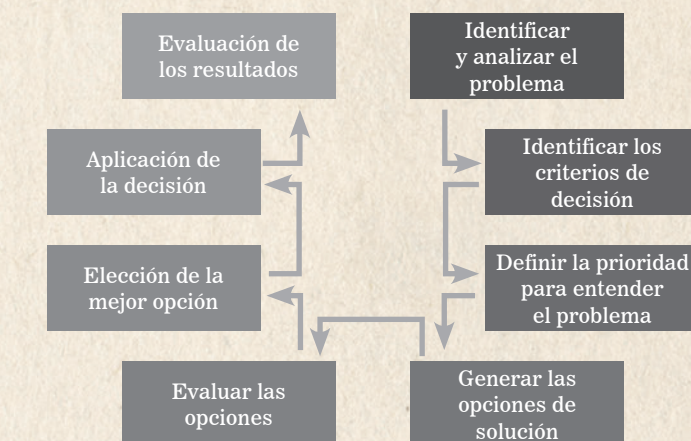 Identificar
y analizar el
problema
Identificar los
criterios de
decisión
Definir la prioridad
para entender
el problema
Generar las
opciones de
solución
Evaluar las
opciones
Elección de la
mejor opción
Aplicación de
la decisión
Evaluación de
los resultados